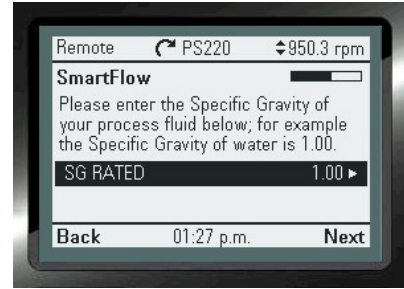 Remote PS220 950.3 rpm
SmartFlow
Please enter the Specific Gravity of
your process fluid below; for example
the Specific Gravity of water is 1.00.
SG RATED 1.00
Back 01:27 p.m. Next